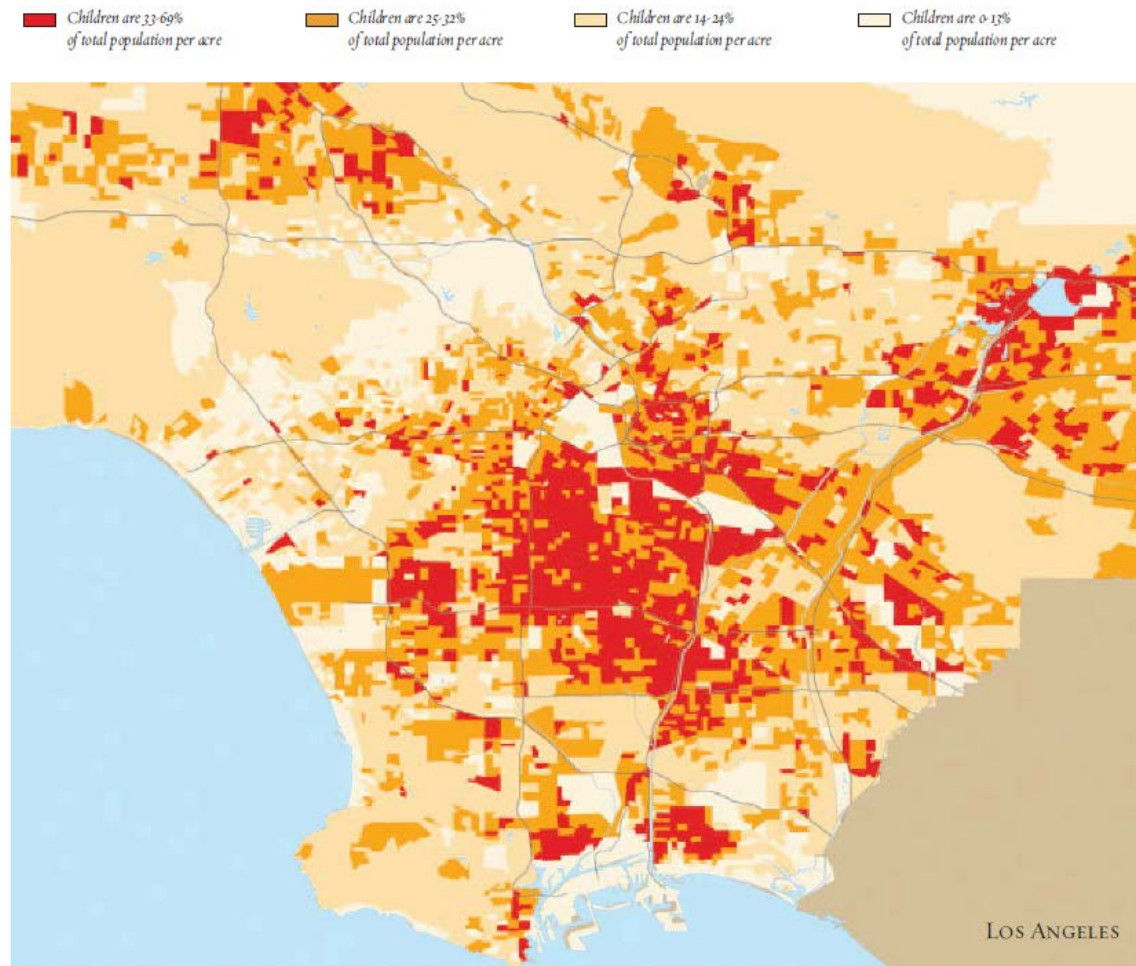 Children are 33-69%
of total population per acre
Children are 25-32%
of total population per acre
Children are 14-24%
of total population per acre
Children are 0-13%
of total population per acre
LOS ANGELES